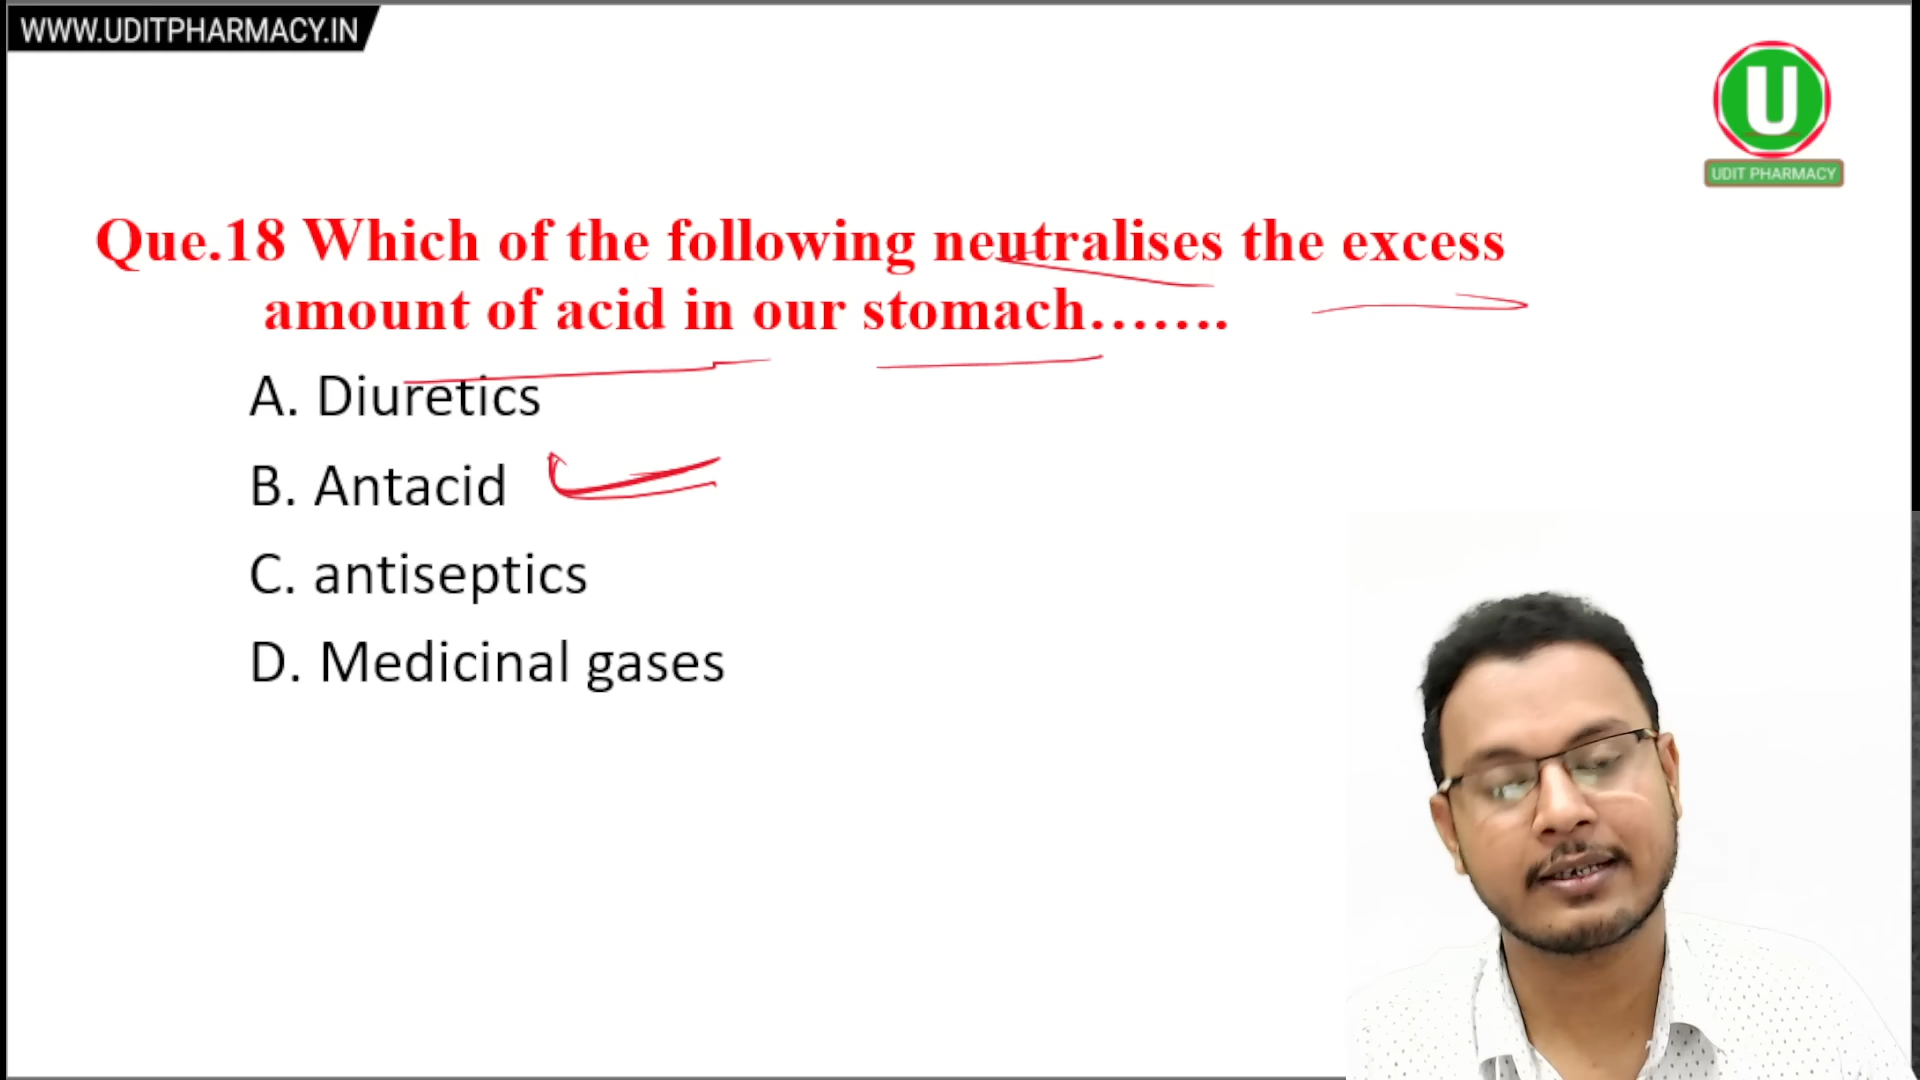 WWW.UDITPHARMACY.IN
U
UDIT PHARMACY
Que.18 Which of the following neutralises the excess
amount of acid in our stomach…….
A. Diuretics
B. Antacid
C. antiseptics
D. Medicinal gases